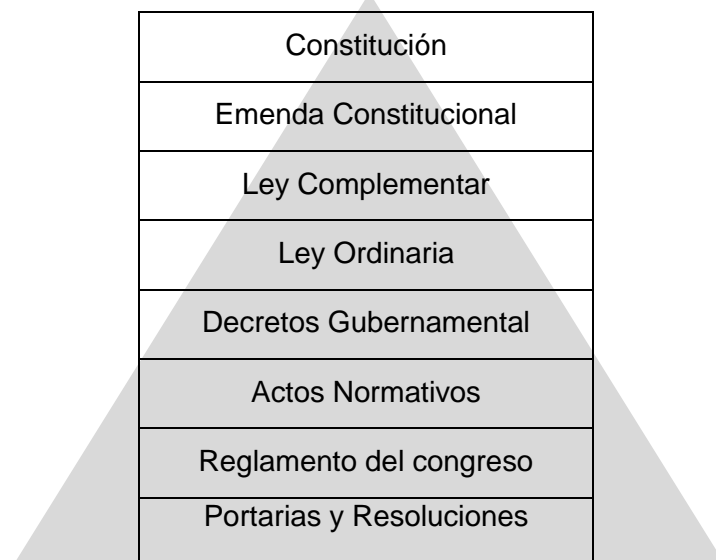 Constitución
Emenda Constitucional
Ley Complementar
Ley Ordinaria
Decretos Gubernamental
Actos Normativos
Reglamento del congreso
Portarias y Resoluciones